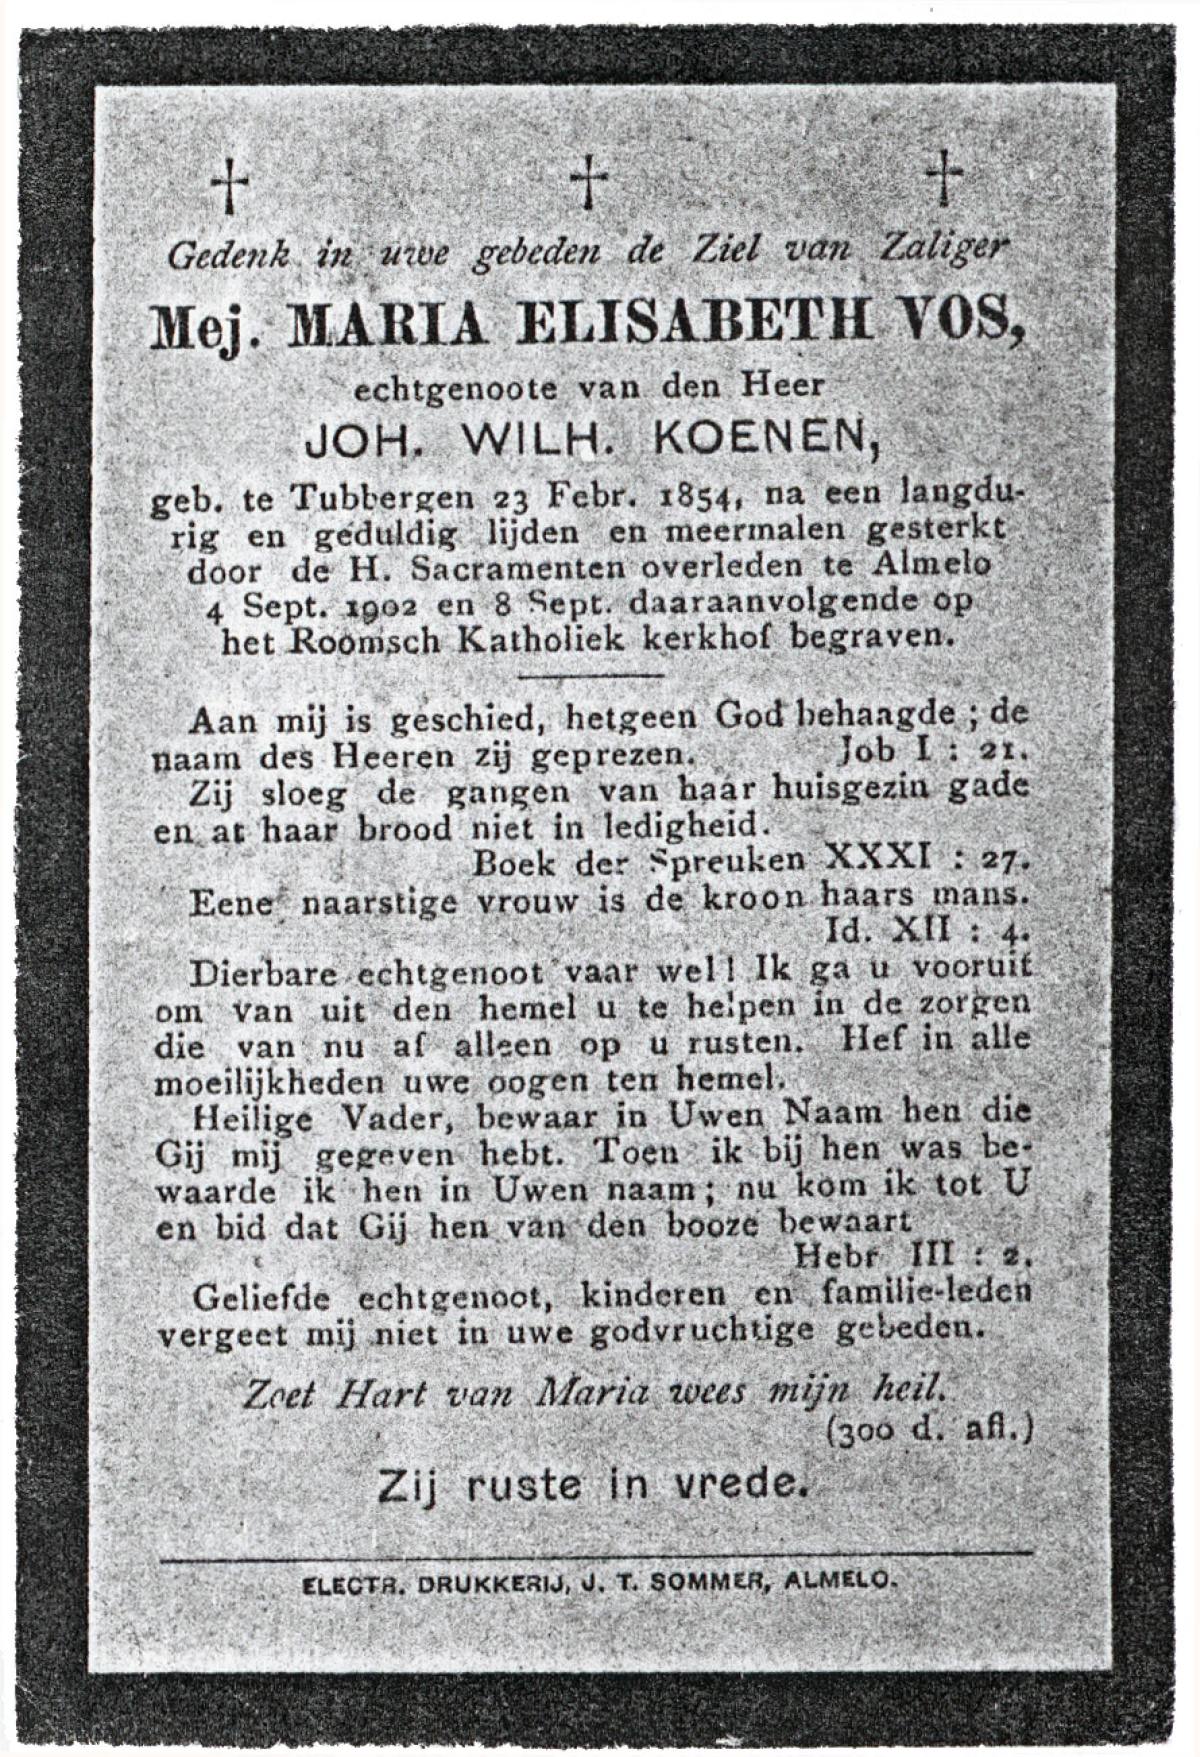 Gedenk in uwe gebeden de Ziel van Zaliger
Mej. MARIA ELISABETH VOS,
echtgenoote van den Heer
JOH. WILH. KOENEN,
geb. te Tubbergen 23 Febr. 1854, na een langdu-
rig en geduldig lijden en meermalen gesterkt
door de H. Sacramenten overleden te Almelo
4 Sept. 1902 en 8 Sept. daaraanvolgende op
het Roomsch Katholiek kerkhof begraven.
Aan mij is geschied, hetgeen God behaagde; de
naam des Heeren zij geprezen. Job I : 21.
Zij sloeg de gangen van haar huisgezin gade
en at haar brood niet in ledigheid.
Boek der Spreuken XXXI : 27.
Eene naarstige vrouw is de kroon haars mans.
Id. XII : 4.
Dierbare echtgenoot vaar wel! Ik ga u vooruit
om van uit den hemel u te helpen in de zorgen
die van nu af alleen op u rusten. Hef in alle
moeilijkheden uwe oogen ten hemel.
Heilige Vader, bewaar in Uwen Naam hen die
Gij mij gegeven hebt. Toen ik bij hen was be-
waarde ik hen in Uwen naam; nu kom ik tot U
en bid dat Gij hen van den booze bewaart
Hebr III : 2.
Geliefde echtgenoot, kinderen en familie-leden
vergeet mij niet in uwe godvruchtige gebeden.
Zoet Hart van Maria wees mijn heil.
(300 d. afl.)
Zij ruste in vrede.
ELECTR. DRUKKERIJ, J. T. SOMMER, ALMELO.